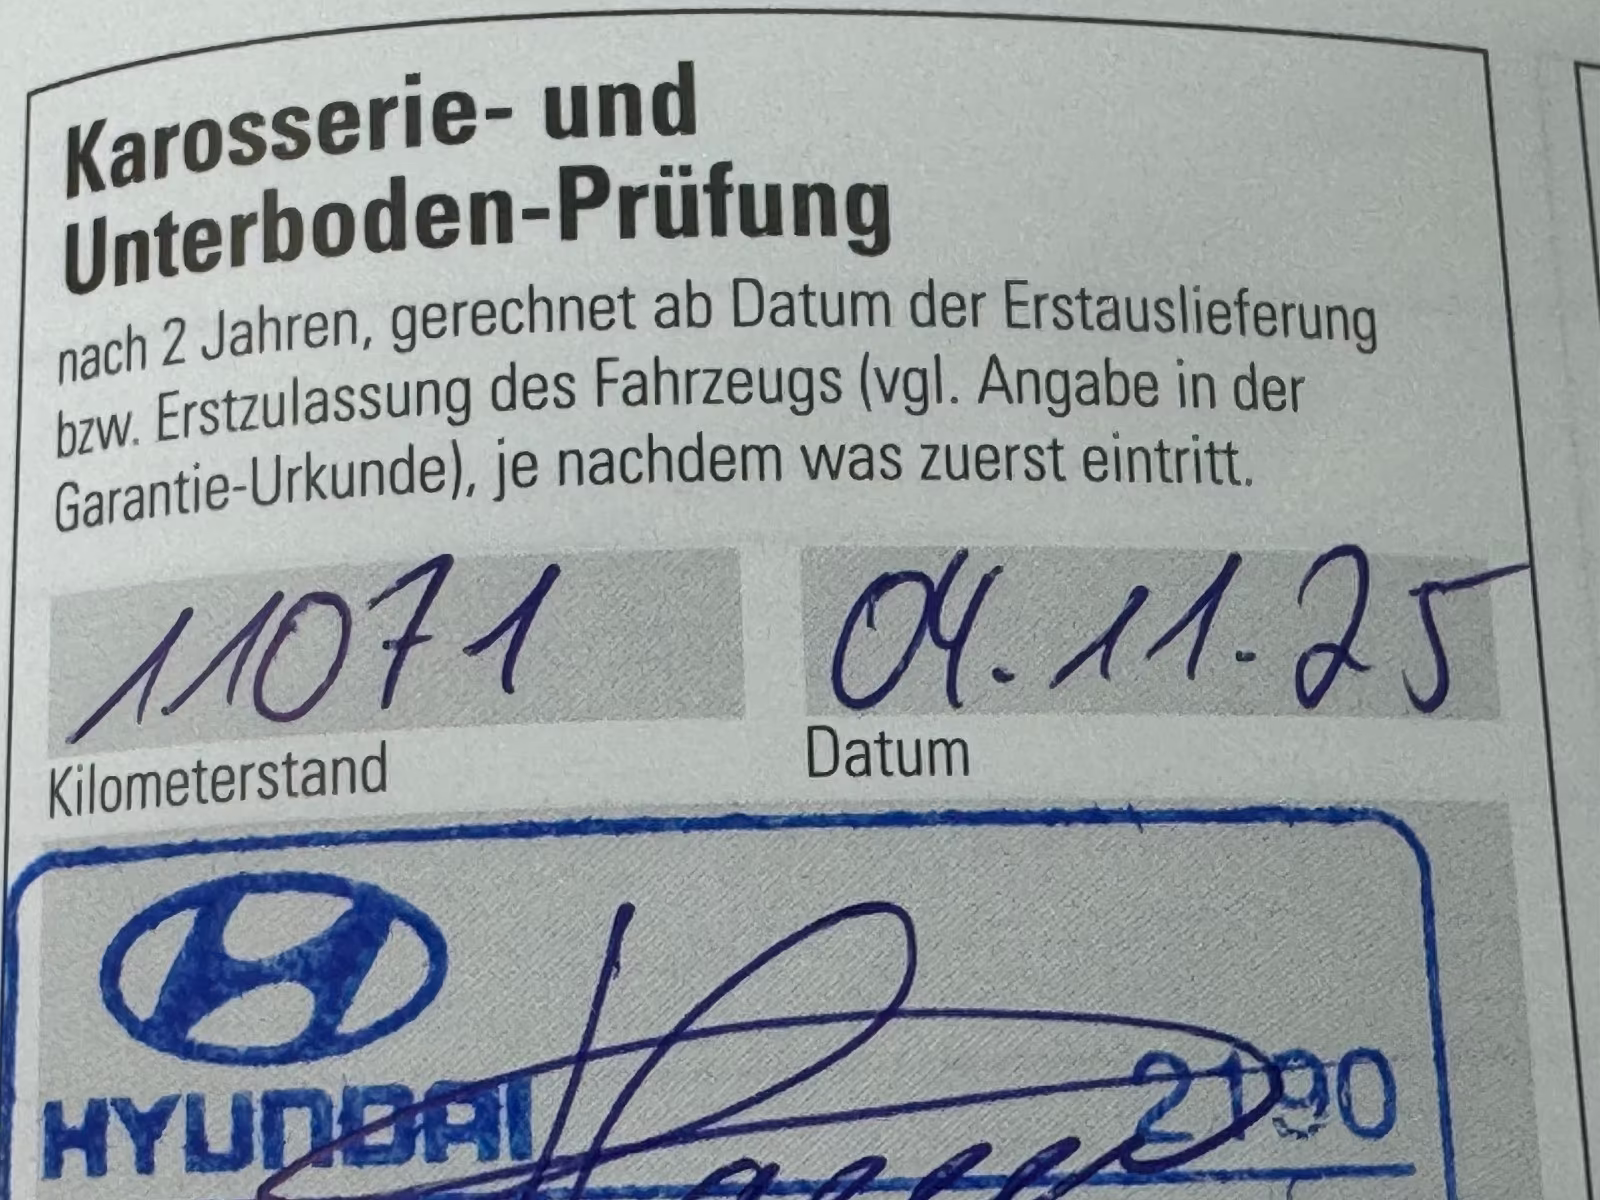 Karosserie- und
Unterboden-Prüfung
nach 2 Jahren, gerechnet ab Datum der Erstauslieferung
bzw. Erstzulassung des Fahrzeugs (vgl. Angabe in der
Garantie-Urkunde), je nachdem was zuerst eintritt.
11071 04.11.25
Kilometerstand Datum
HYUNDAI 2190